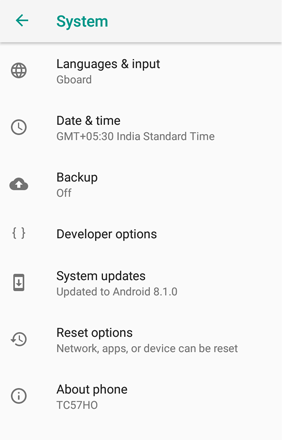 System
Languages & input
Gboard
Date & time
GMT+05:30 India Standard Time
Backup
Off
{ } Developer options
System updates
Updated to Android 8.1.0
Reset options
Network, apps, or device can be reset
About phone
TC57HO